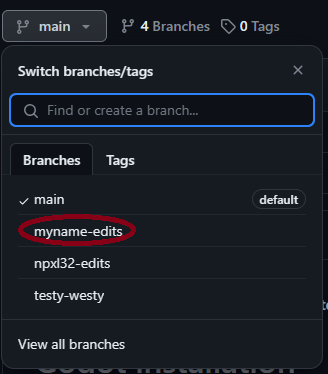 main 4 Branches 0 Tags
Switch branches/tags
Find or create a branch...
Branches Tags
main default
myname-edits
npxl32-edits
testy-westy
View all branches